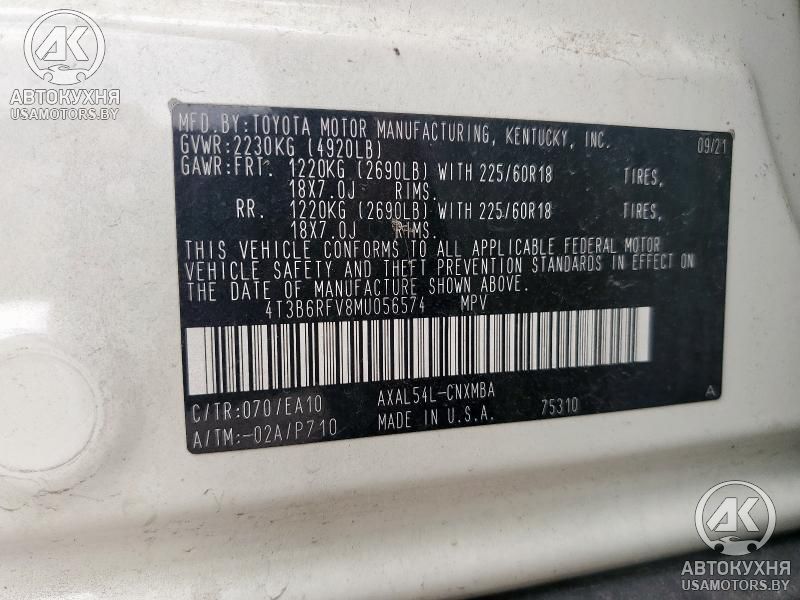 АК
АВТОКУХНЯ
USAMOTORS.BY
MFD.BY:TOYOTA MOTOR MANUFACTURING, KENTUCKY, INC. 09/21
GVWR:2230KG (4920LB)
GAWR:FRT. 1220KG (2690LB) WITH 225/60R18 TIRES,
18X7.0J RIMS.
RR. 1220KG (2690LB) WITH 225/60R18 TIRES,
18X7.0J RIMS.
THIS VEHICLE CONFORMS TO ALL APPLICABLE FEDERAL MOTOR
VEHICLE SAFETY AND THEFT PREVENTION STANDARDS IN EFFECT ON
THE DATE OF MANUFACTURE SHOWN ABOVE.
4T3B6RFV8MU056574 MPV
C/TR:070/EA10 AXAL54L-CNXMBA A
A/TM:-02A/P710 MADE IN U.S.A. 75310
АК
АВТОКУХНЯ
USAMOTORS.BY